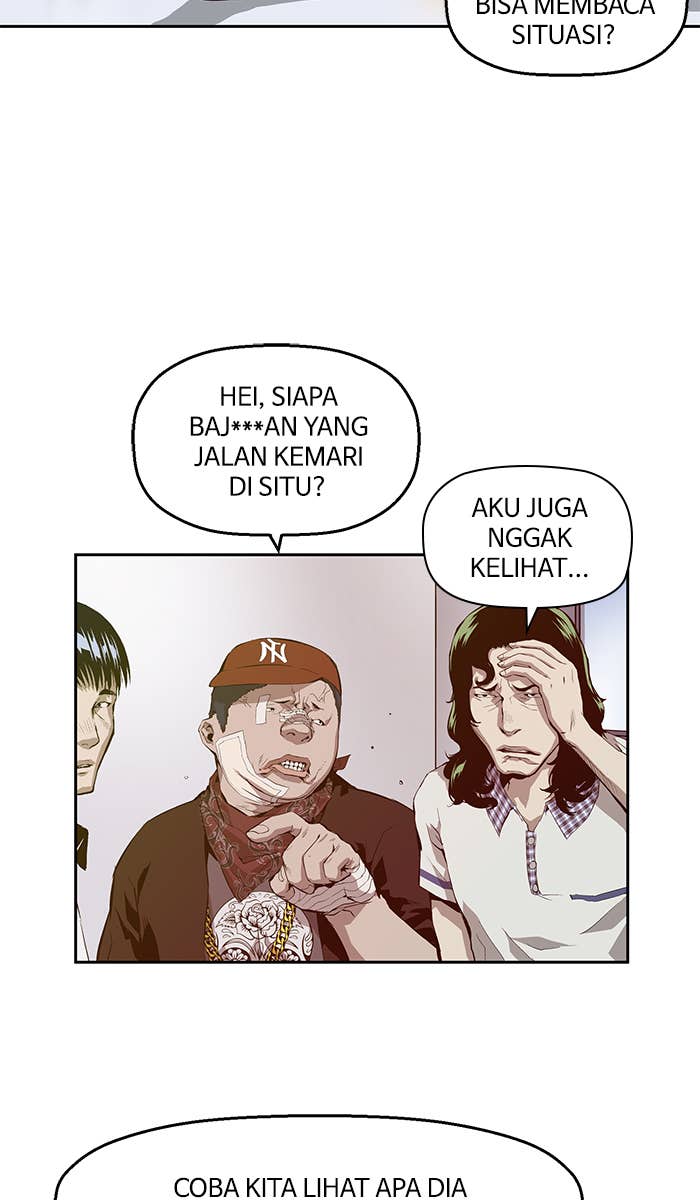 BISA MEMBACA
SITUASI?
HEI, SIAPA
BAJ***AN YANG
JALAN KEMARI
DI SITU?
AKU JUGA
NGGAK
KELIHAT...
NY
COBA KITA LIHAT APA DIA